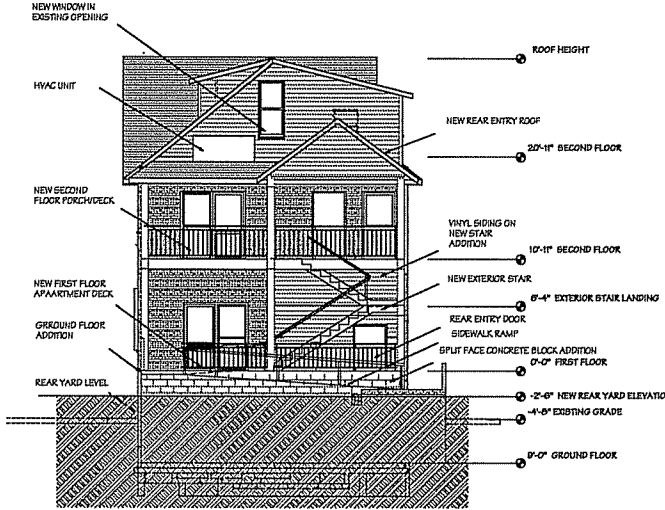 NEW WINDOW IN
EXISTING OPENING
HVAC UNIT
NEW SECOND
FLOOR PORCH/DECK
NEW FIRST FLOOR
APAARTMENT DECK
GRROUND FLOOR
ADDITION
REAR YARD LEVEL
ROOF HEIGHT
NEW REAR ENTRY ROOF
20'-11" SECOND FLOOR
VINYL SIDING ON
NEW STAIR
ADDITION
10'-11" SECOND FLOOR
NEW EXTERIOR STAIR
6'-4" EXTERIOR STAIR LANDING
REAR ENTRY DOOR
SIDEWALK RAMP
SPLIT FACE CONCRETE BLOCK ADDITION
0'-0" FIRST FLOOR
-2'-6" NEW REAR YARD ELEVATIO
-4'-8" EXISTING GRADE
9'-0" GROUND FLOOR